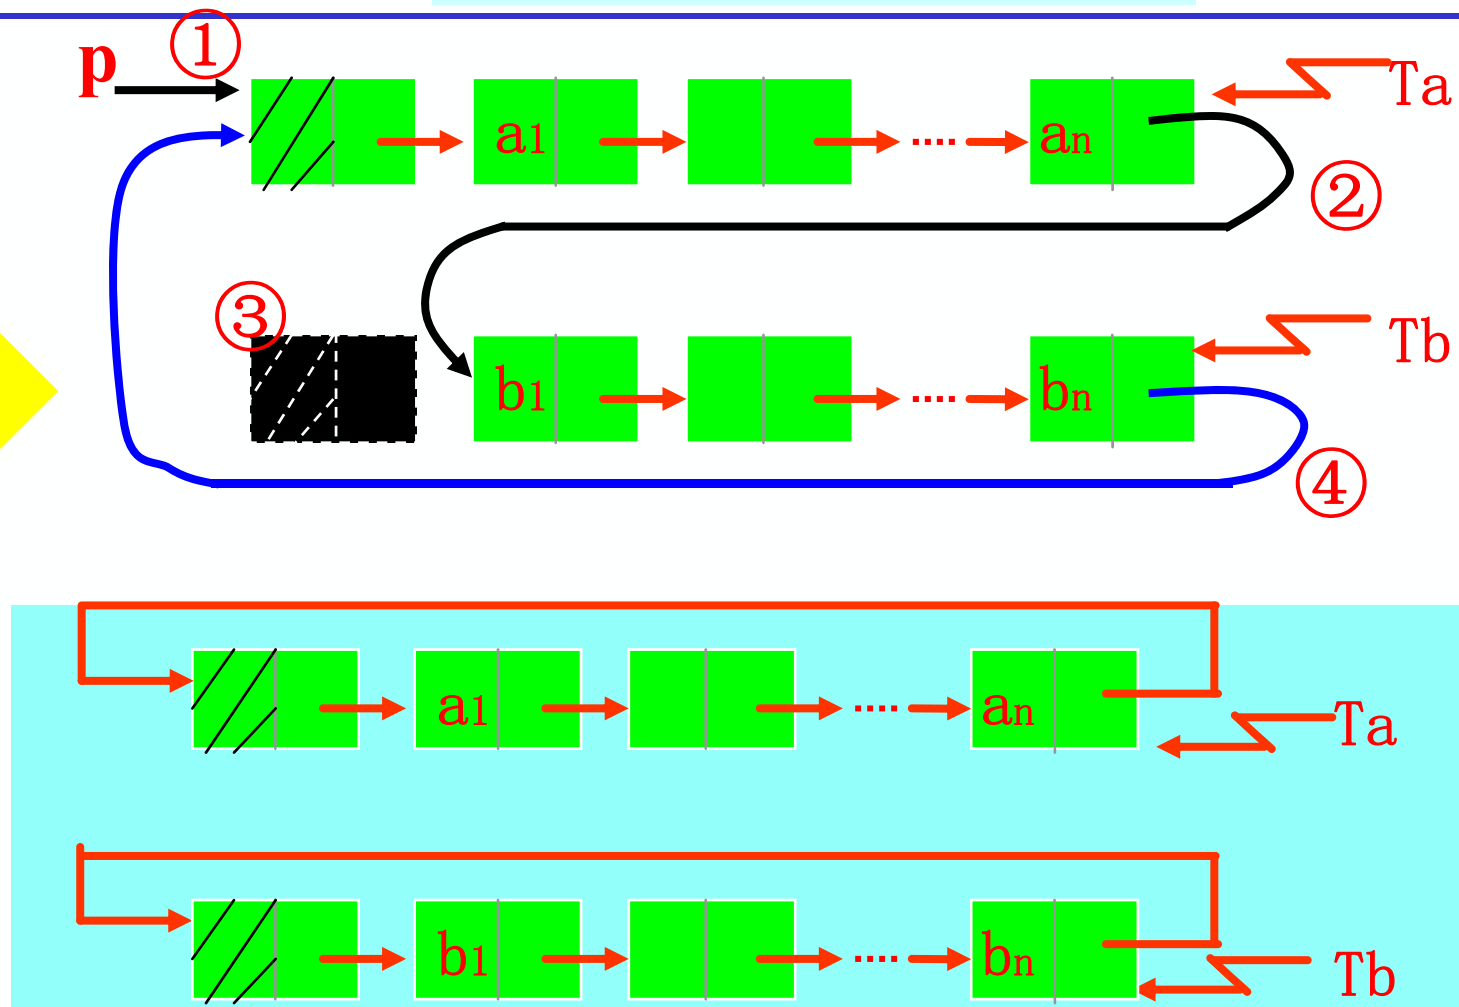 p ①
a1 ‥‥ an Ta
②
③
b1 ‥‥ bn Tb
④
a1 ‥‥ an Ta
b1 ‥‥ bn Tb